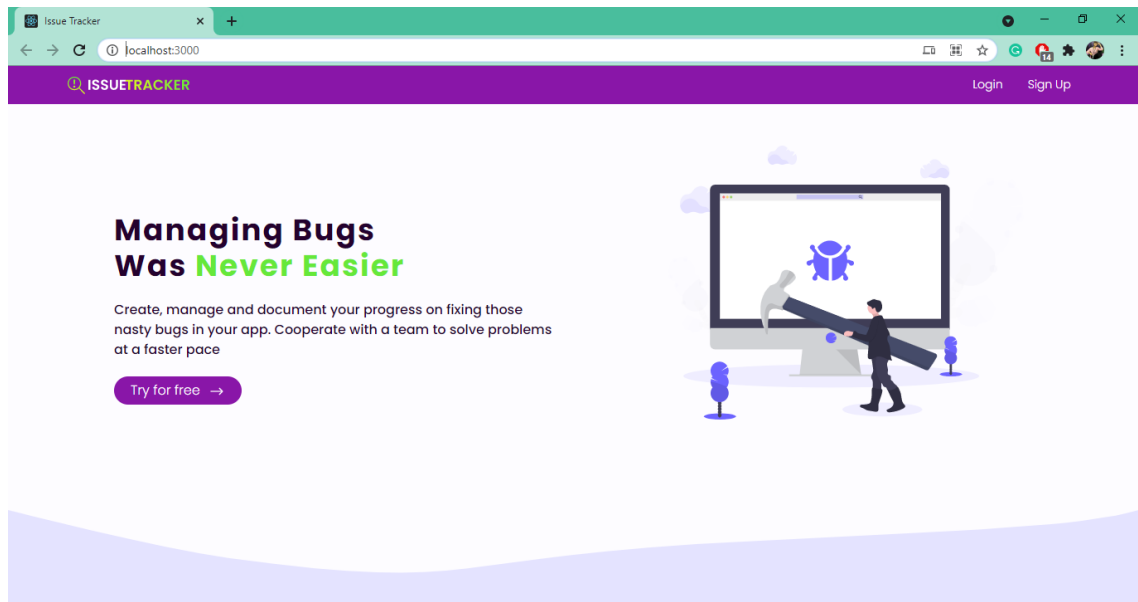 Issue Tracker
localhost:3000
14
ISSUETRACKER
Login
Sign Up
Managing Bugs
Was Never Easier
Create, manage and document your progress on fixing those
nasty bugs in your app. Cooperate with a team to solve problems
at a faster pace
Try for free →